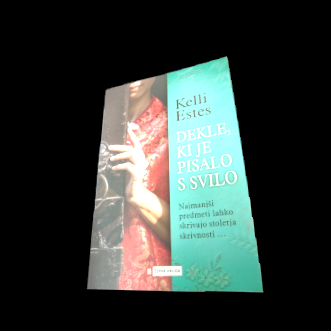 Kelli
Estes
DEKLE,
KI JE
PISALO
S SVILO
Najmanjši
predmeti lahko
skrivajo stoletja
skrivnosti ...